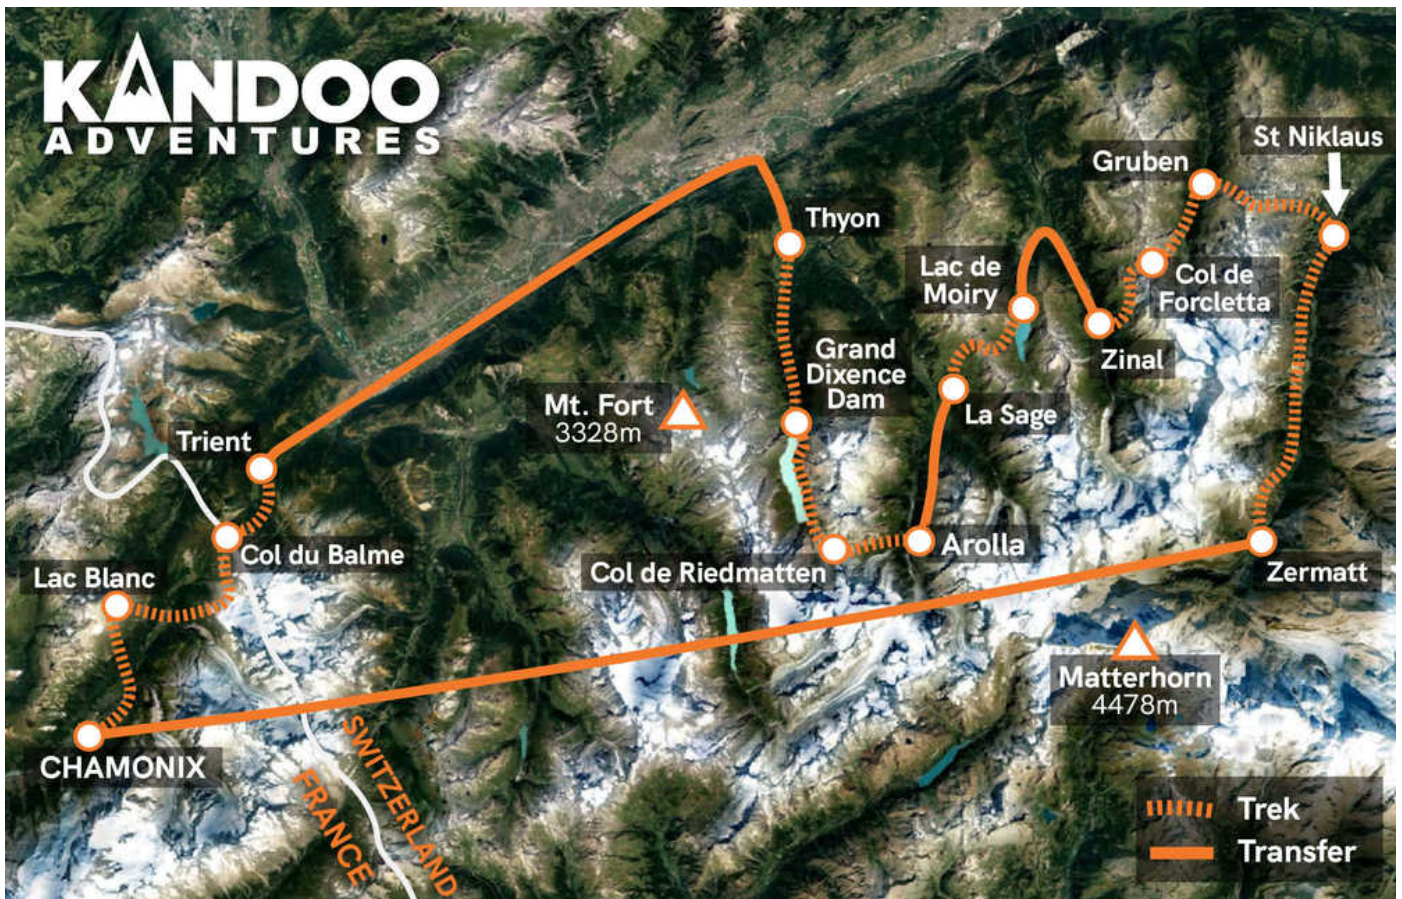 KANDOO
ADVENTURES
St Niklaus
Gruben
Thyon
Lac de
Moiry
Col de
Forcletta
Zinal
Grand
Dixence
Dam
Mt. Fort
3328m
La Sage
Trient
Col du Balme
Arolla
Col de Riedmatten
Zermatt
Lac Blanc
Matterhorn
4478m
CHAMONIX
SWITZERLAND
FRANCE
Trek
Transfer